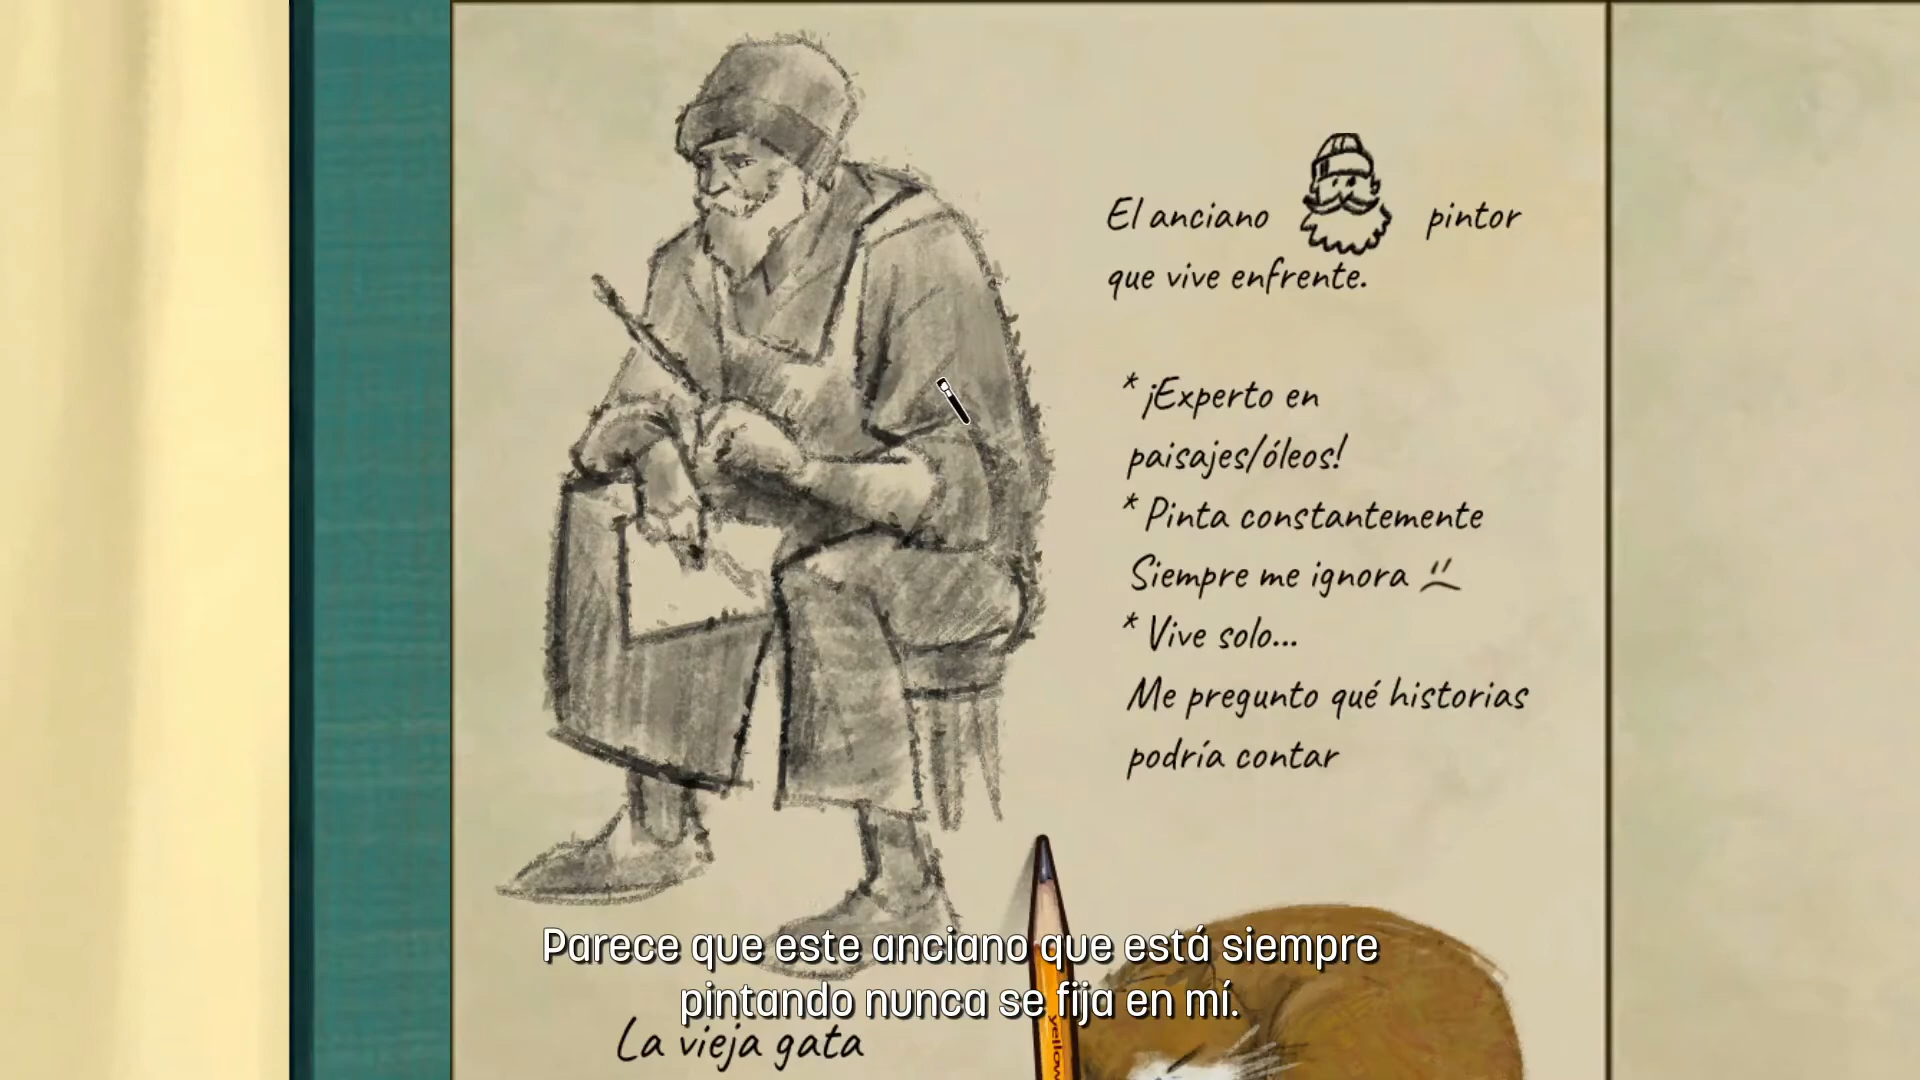 El anciano pintor
que vive enfrente.
* ¡Experto en
paisajes/óleos!
* Pinta constantemente
Siempre me ignora
* Vive solo...
Me pregunto qué historias
podría contar
Parece que este anciano que está siempre
pintando nunca se fija en mí.
La vieja gata
yellow